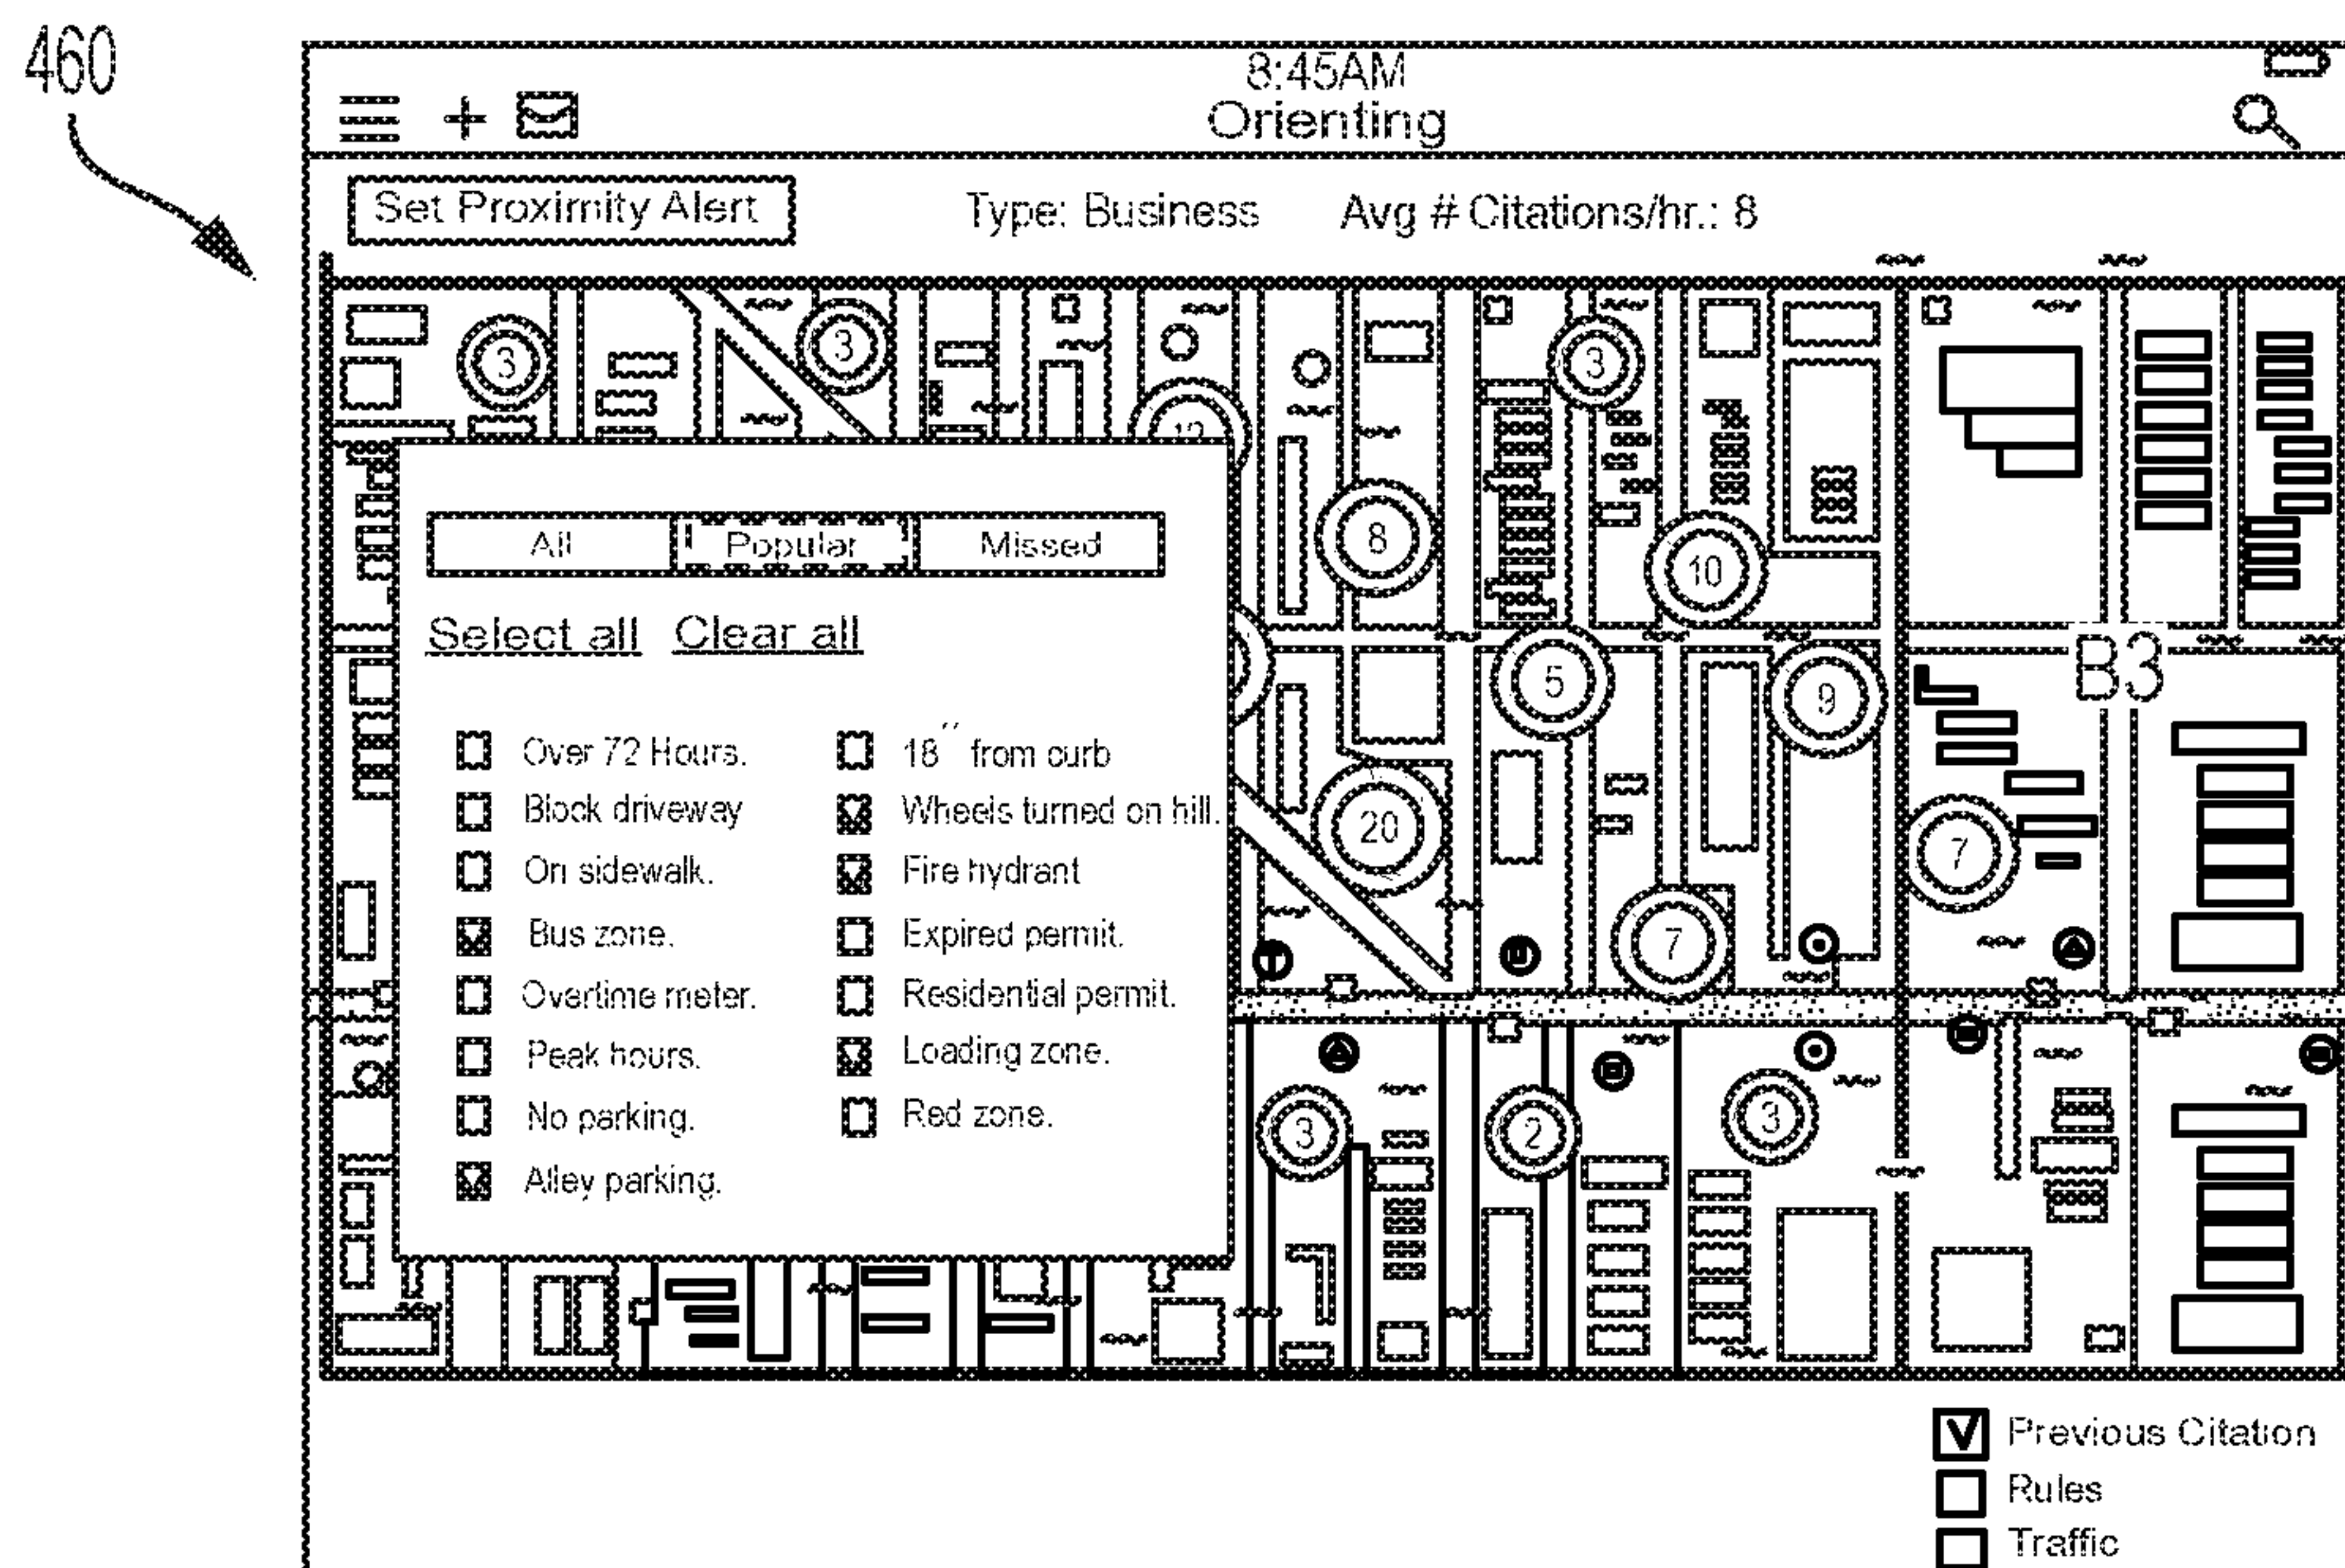 460
8:45AM
Orienting
Set Proximity Alert Type: Business Avg # Citations/hr.: 8
3
3
3
8
10
5
9
B3
20
7
7
3
2
3
All Popular Missed
Select all Clear all
Over 72 Hours.
Block driveway
On sidewalk.
Bus zone.
Overtime meter.
Peak hours.
No parking.
Alley parking.
18" from curb
Wheels turned on hill.
Fire hydrant
Expired permit.
Residential permit.
Loading zone.
Red zone.
Previous Citation
Rules
Traffic